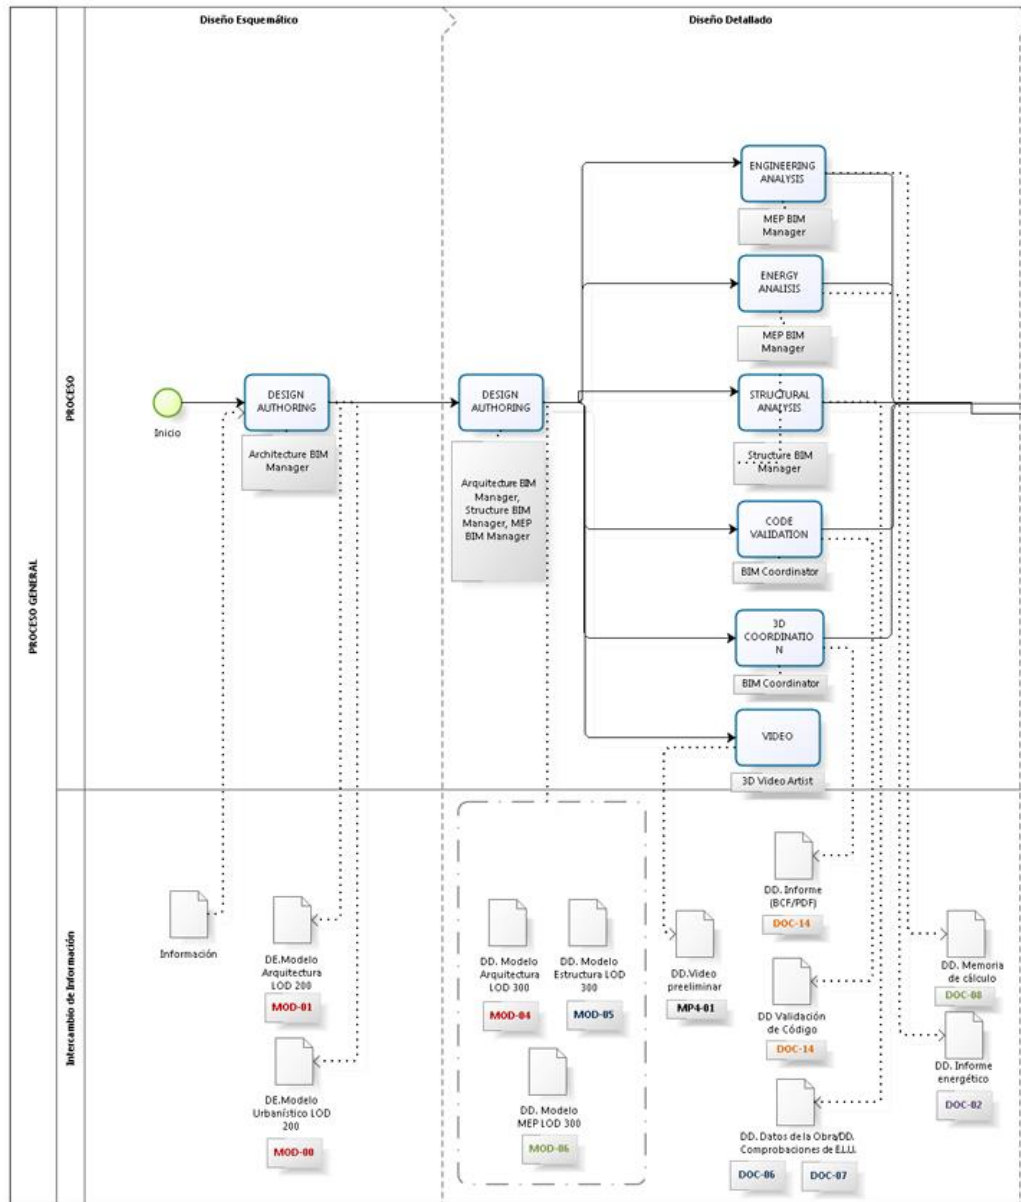 Diseño Esquemático
Diseño Detallado
PROCESO GENERAL
PROCESO
Inicio
DESIGN
AUTHORING
Architecture BIM
Manager
DESIGN
AUTHORING
Arquitecture BIM
Manager,
Structure BIM
Manager, MEP
BIM Manager
ENGINEERING
ANALYSIS
MEP BIM
Manager
ENERGY
ANALISIS
MEP BIM
Manager
STRUCTURAL
ANALYSIS
Structure BIM
Manager
CODE
VALIDATION
BIM Coordinator
3D
COORDINATIO
N
BIM Coordinator
VIDEO
3D Video Artist
Intercambio de Información
Información
DE.Modelo
Arquitectura
LOD 200
MOD-01
DE.Modelo
Urbanístico LOD
200
MOD-00
DD. Modelo
Arquitectura
LOD 300
MOD-04
DD. Modelo
Estructura LOD
300
MOD-05
DD. Modelo
MEP LOD 300
MOD-06
DD.Video
preeliminar
MP4-01
DD. Informe
(BCF/PDF)
DOC-14
DD Validación
de Código
DOC-14
DD. Datos de la Obra/DD.
Comprobaciones de E.L.U.
DOC-06
DOC-07
DD. Memoria
de cálculo
DOC-08
DD. Informe
energético
DOC-02